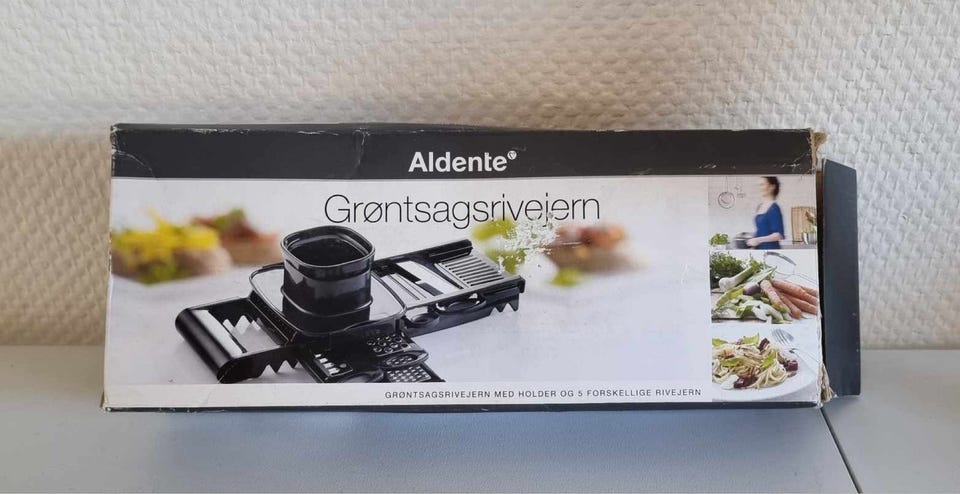 Aldente
Grøntsagsrivejern
GRØNTSAGSRIVEJERN MED HOLDER OG 5 FORSKELLIGE RIVEJERN